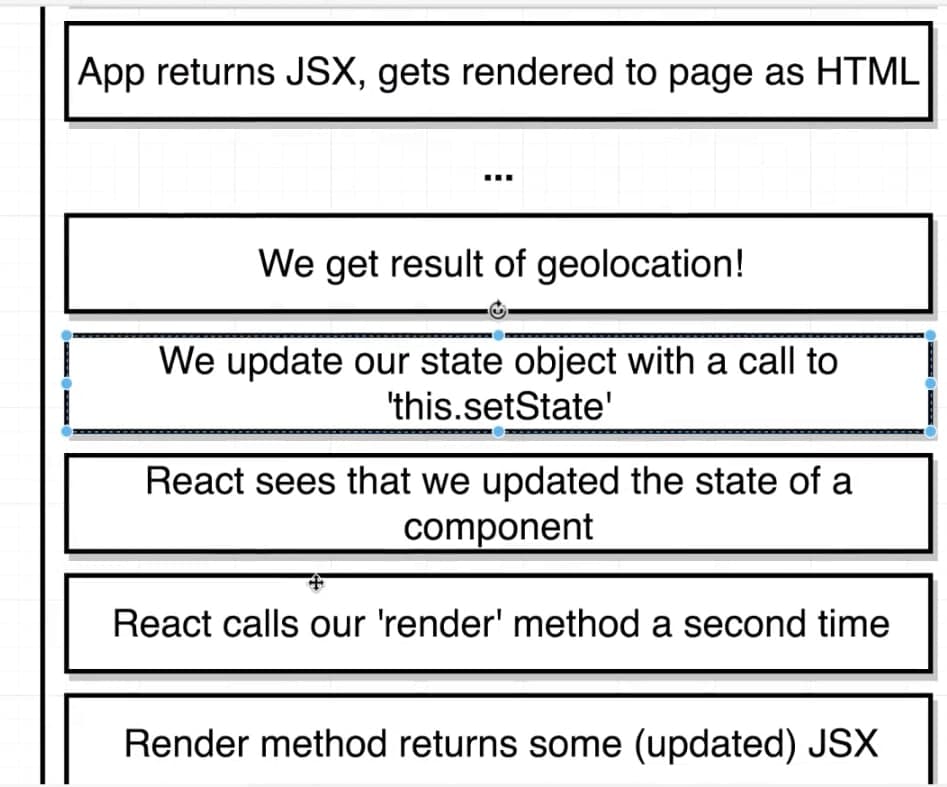 App returns JSX, gets rendered to page as HTML
...
We get result of geolocation!
We update our state object with a call to
'this.setState'
React sees that we updated the state of a
component
React calls our 'render' method a second time
Render method returns some (updated) JSX